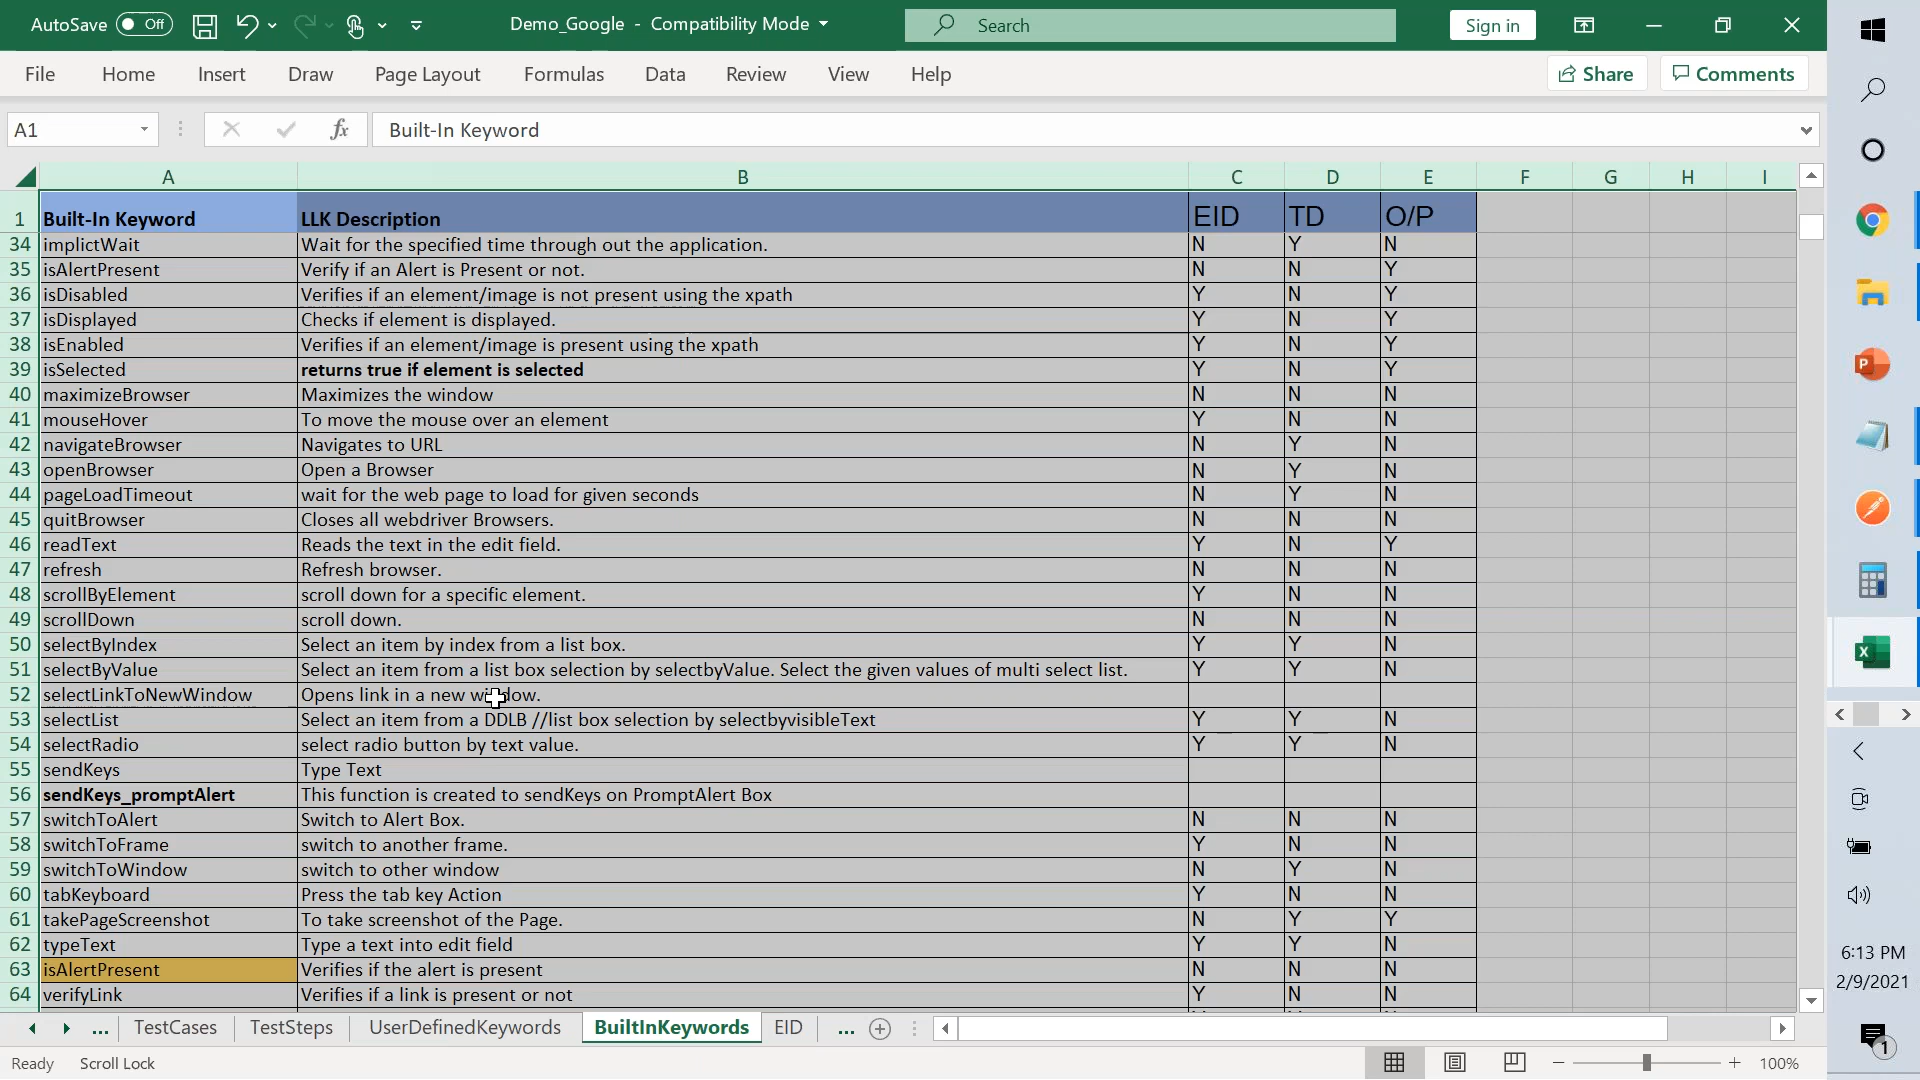 AutoSave Off Demo_Google - Compatibility Mode Search Sign in
File Home Insert Draw Page Layout Formulas Data Review View Help Share Comments
A1 fx Built-In Keyword
A B C D E F G H I
1 Built-In Keyword LLK Description EID TD O/P
34 implictWait Wait for the specified time through out the application. N Y N
35 isAlertPresent Verify if an Alert is Present or not. N N Y
36 isDisabled Verifies if an element/image is not present using the xpath Y N Y
37 isDisplayed Checks if element is displayed. Y N Y
38 isEnabled Verifies if an element/image is present using the xpath Y N Y
39 isSelected returns true if element is selected Y N Y
40 maximizeBrowser Maximizes the window N N N
41 mouseHover To move the mouse over an element Y N N
42 navigateBrowser Navigates to URL N Y N
43 openBrowser Open a Browser N Y N
44 pageLoadTimeout wait for the web page to load for given seconds N Y N
45 quitBrowser Closes all webdriver Browsers. N N N
46 readText Reads the text in the edit field. Y N Y
47 refresh Refresh browser. N N N
48 scrollByElement scroll down for a specific element. Y N N
49 scrollDown scroll down. N N N
50 selectByIndex Select an item by index from a list box. Y Y N
51 selectByValue Select an item from a list box selection by selectbyValue. Select the given values of multi select list. Y Y N
52 selectLinkToNewWindow Opens link in a new window.
53 selectList Select an item from a DDLB //list box selection by selectbyvisibleText Y Y N
54 selectRadio select radio button by text value. Y Y N
55 sendKeys Type Text
56 sendKeys_promptAlert This function is created to sendKeys on PromptAlert Box
57 switchToAlert Switch to Alert Box. N N N
58 switchToFrame switch to another frame. Y N N
59 switchToWindow switch to other window N Y N
60 tabKeyboard Press the tab key Action Y N N
61 takePageScreenshot To take screenshot of the Page. N Y Y
62 typeText Type a text into edit field Y Y N
63 isAlertPresent Verifies if the alert is present N N N
64 verifyLink Verifies if a link is present or not Y N N
... TestCases TestSteps UserDefinedKeywords BuiltInKeywords EID ...
Ready Scroll Lock 100%
6:13 PM
2/9/2021
1